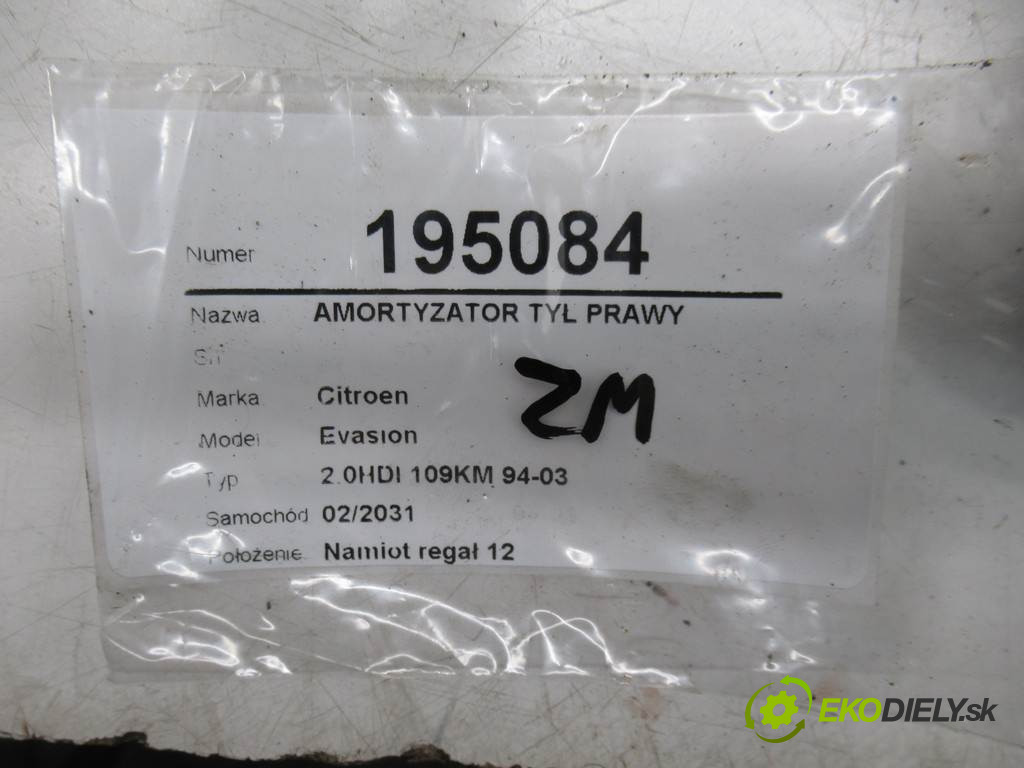 Numer 195084
Nazwa AMORTYZATOR TYŁ PRAWY
Sil
Marka Citroen
ZM
Model Evasion
Typ 2.0HDI 109KM 94-03
Samochód 02/2031
Położenie Namiot regał 12
EKODIELY.sk